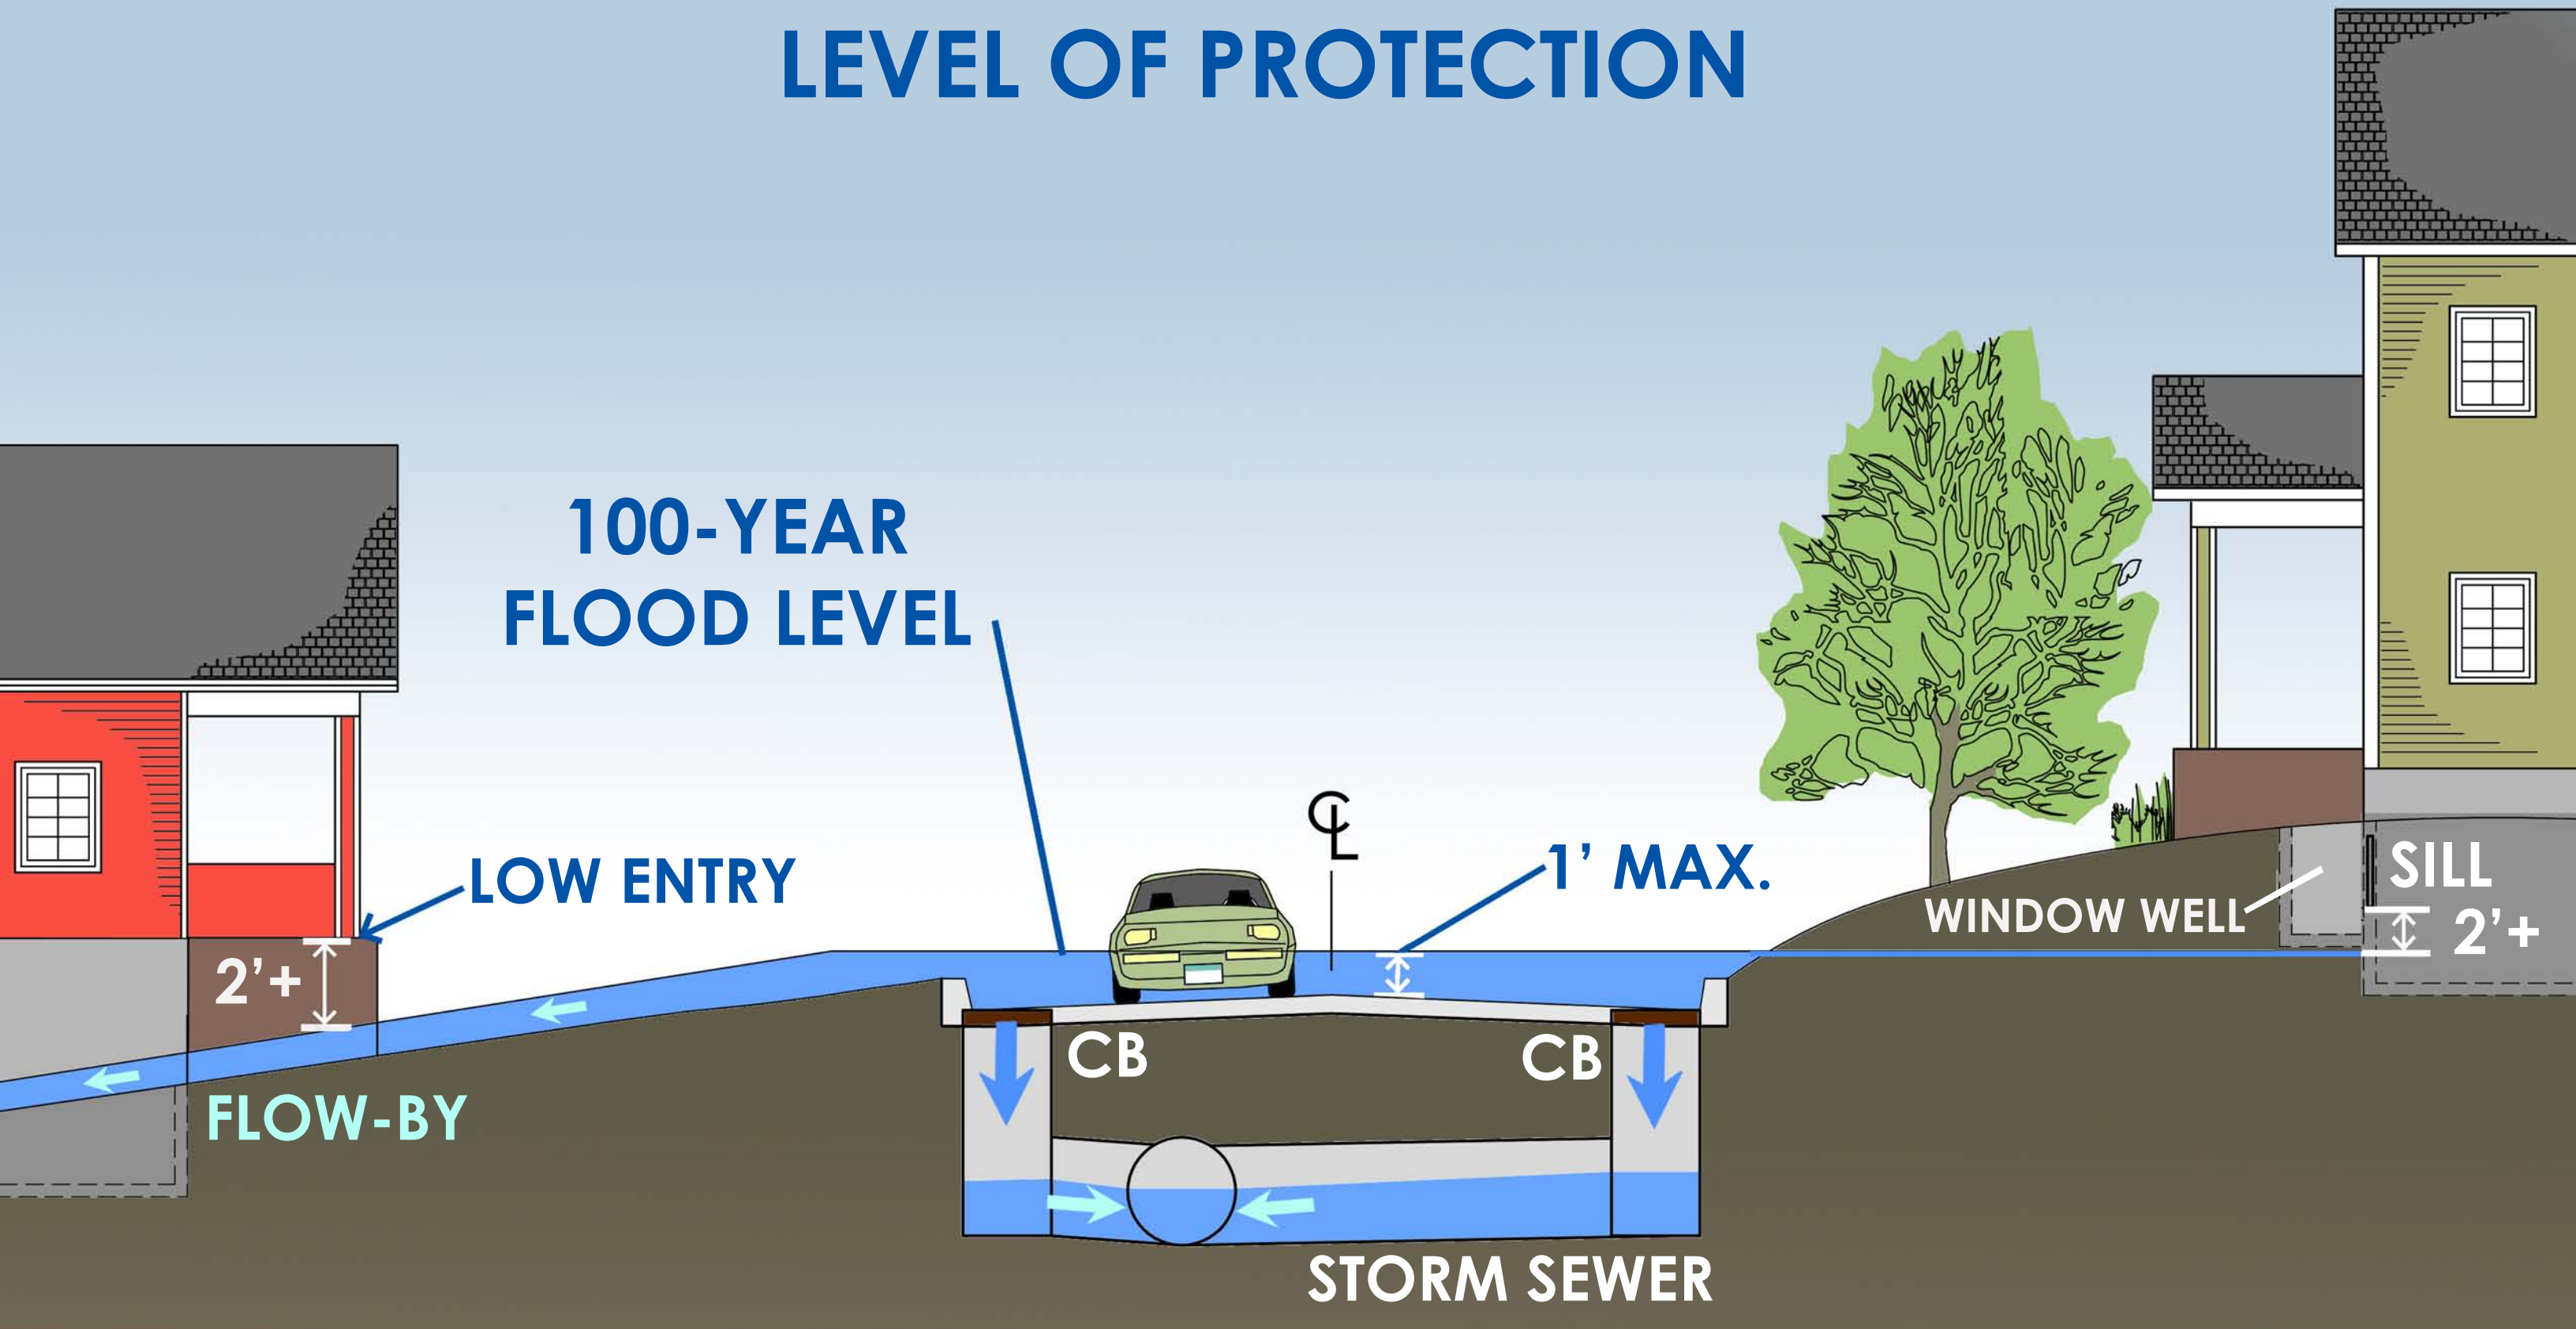 LEVEL OF PROTECTION
100-YEAR
FLOOD LEVEL
℄
LOW ENTRY
1’ MAX.
SILL
WINDOW WELL
2’+
2’+
CB
CB
FLOW-BY
STORM SEWER